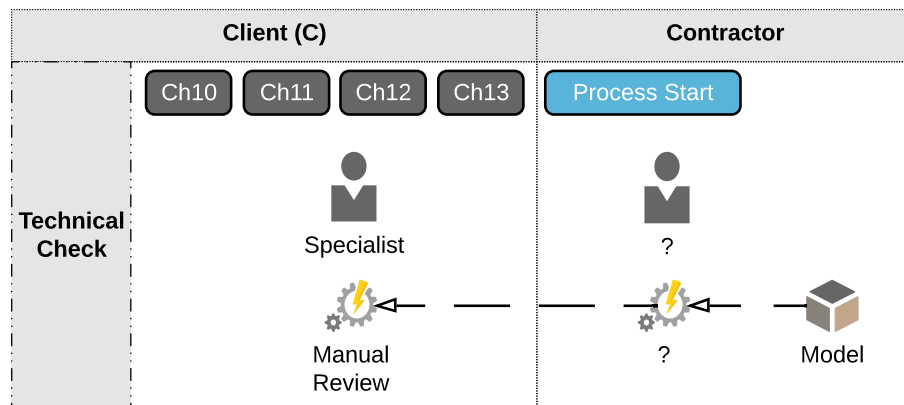 Client (C)
Contractor
Ch10
Ch11
Ch12
Ch13
Process Start
Technical
Check
Specialist
?
Manual
Review
?
Model